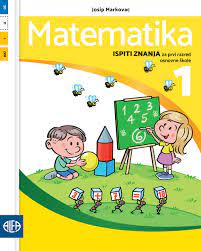 Josip Markovac
Matematika
ISPITI ZNANJA za prvi razred
osnovne škole
1
1 2 3
4 5
6
ALFA